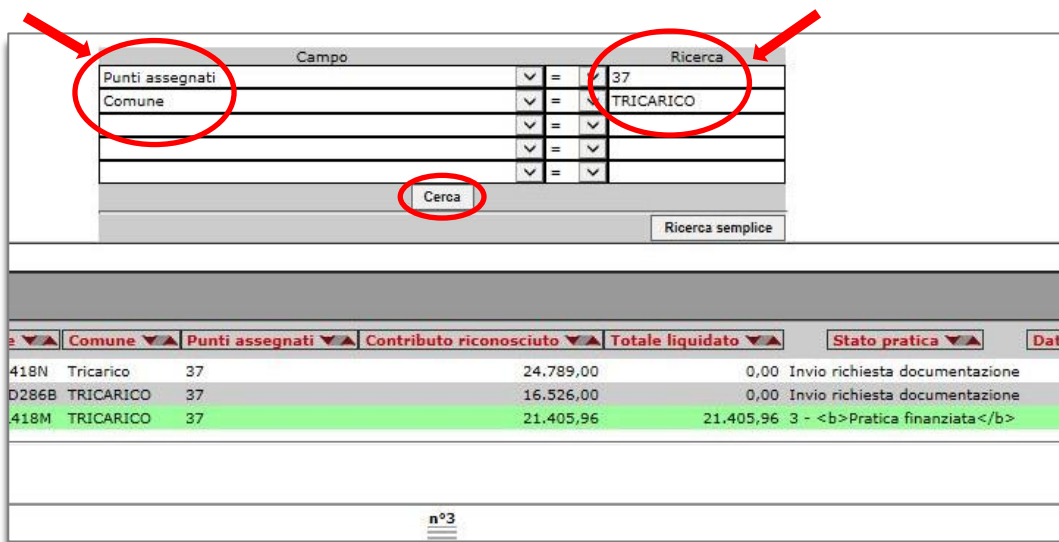 Campo Ricerca
Punti assegnati = 37
Comune = TRICARICO
=
=
=
Cerca
Ricerca semplice
e Comune Punti assegnati Contributo riconosciuto Totale liquidato Stato pratica Dat
418N Tricarico 37 24.789,00 0,00 Invio richiesta documentazione
D286B TRICARICO 37 16.526,00 0,00 Invio richiesta documentazione
418M TRICARICO 37 21.405,96 21.405,96 3 - <b>Pratica finanziata</b>
n°3